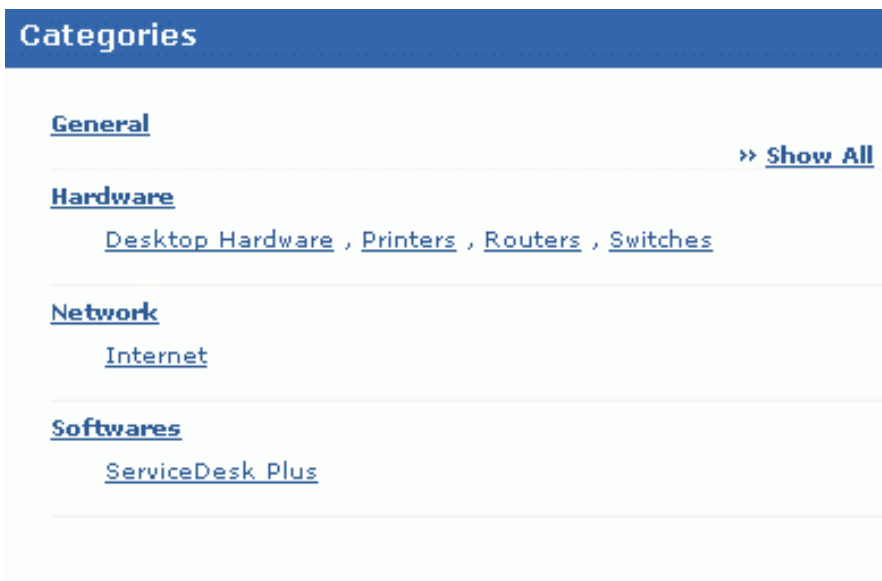 Categories
General
» Show All
Hardware
Desktop Hardware , Printers , Routers , Switches
Network
Internet
Softwares
ServiceDesk Plus